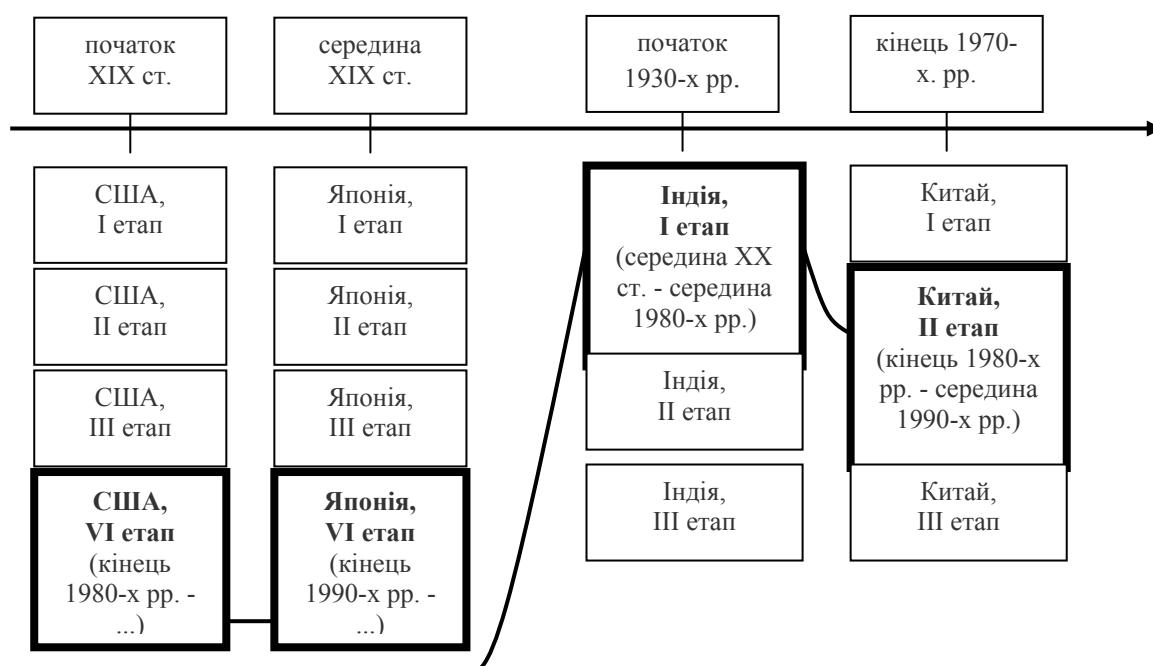 початок
XIX ст.
середина
XIX ст.
початок
1930-х рр.
кінець 1970-
х. рр.
США,
I етап
США,
II етап
США,
III етап
США,
VI етап
(кінець
1980-х рр. -
...)
Японія,
I етап
Японія,
II етап
Японія,
III етап
Японія,
VI етап
(кінець
1990-х рр. -
...)
Індія,
I етап
(середина XX
ст. - середина
1980-х рр.)
Індія,
II етап
Індія,
III етап
Китай,
I етап
Китай,
II етап
(кінець 1980-х
рр. - середина
1990-х рр.)
Китай,
III етап